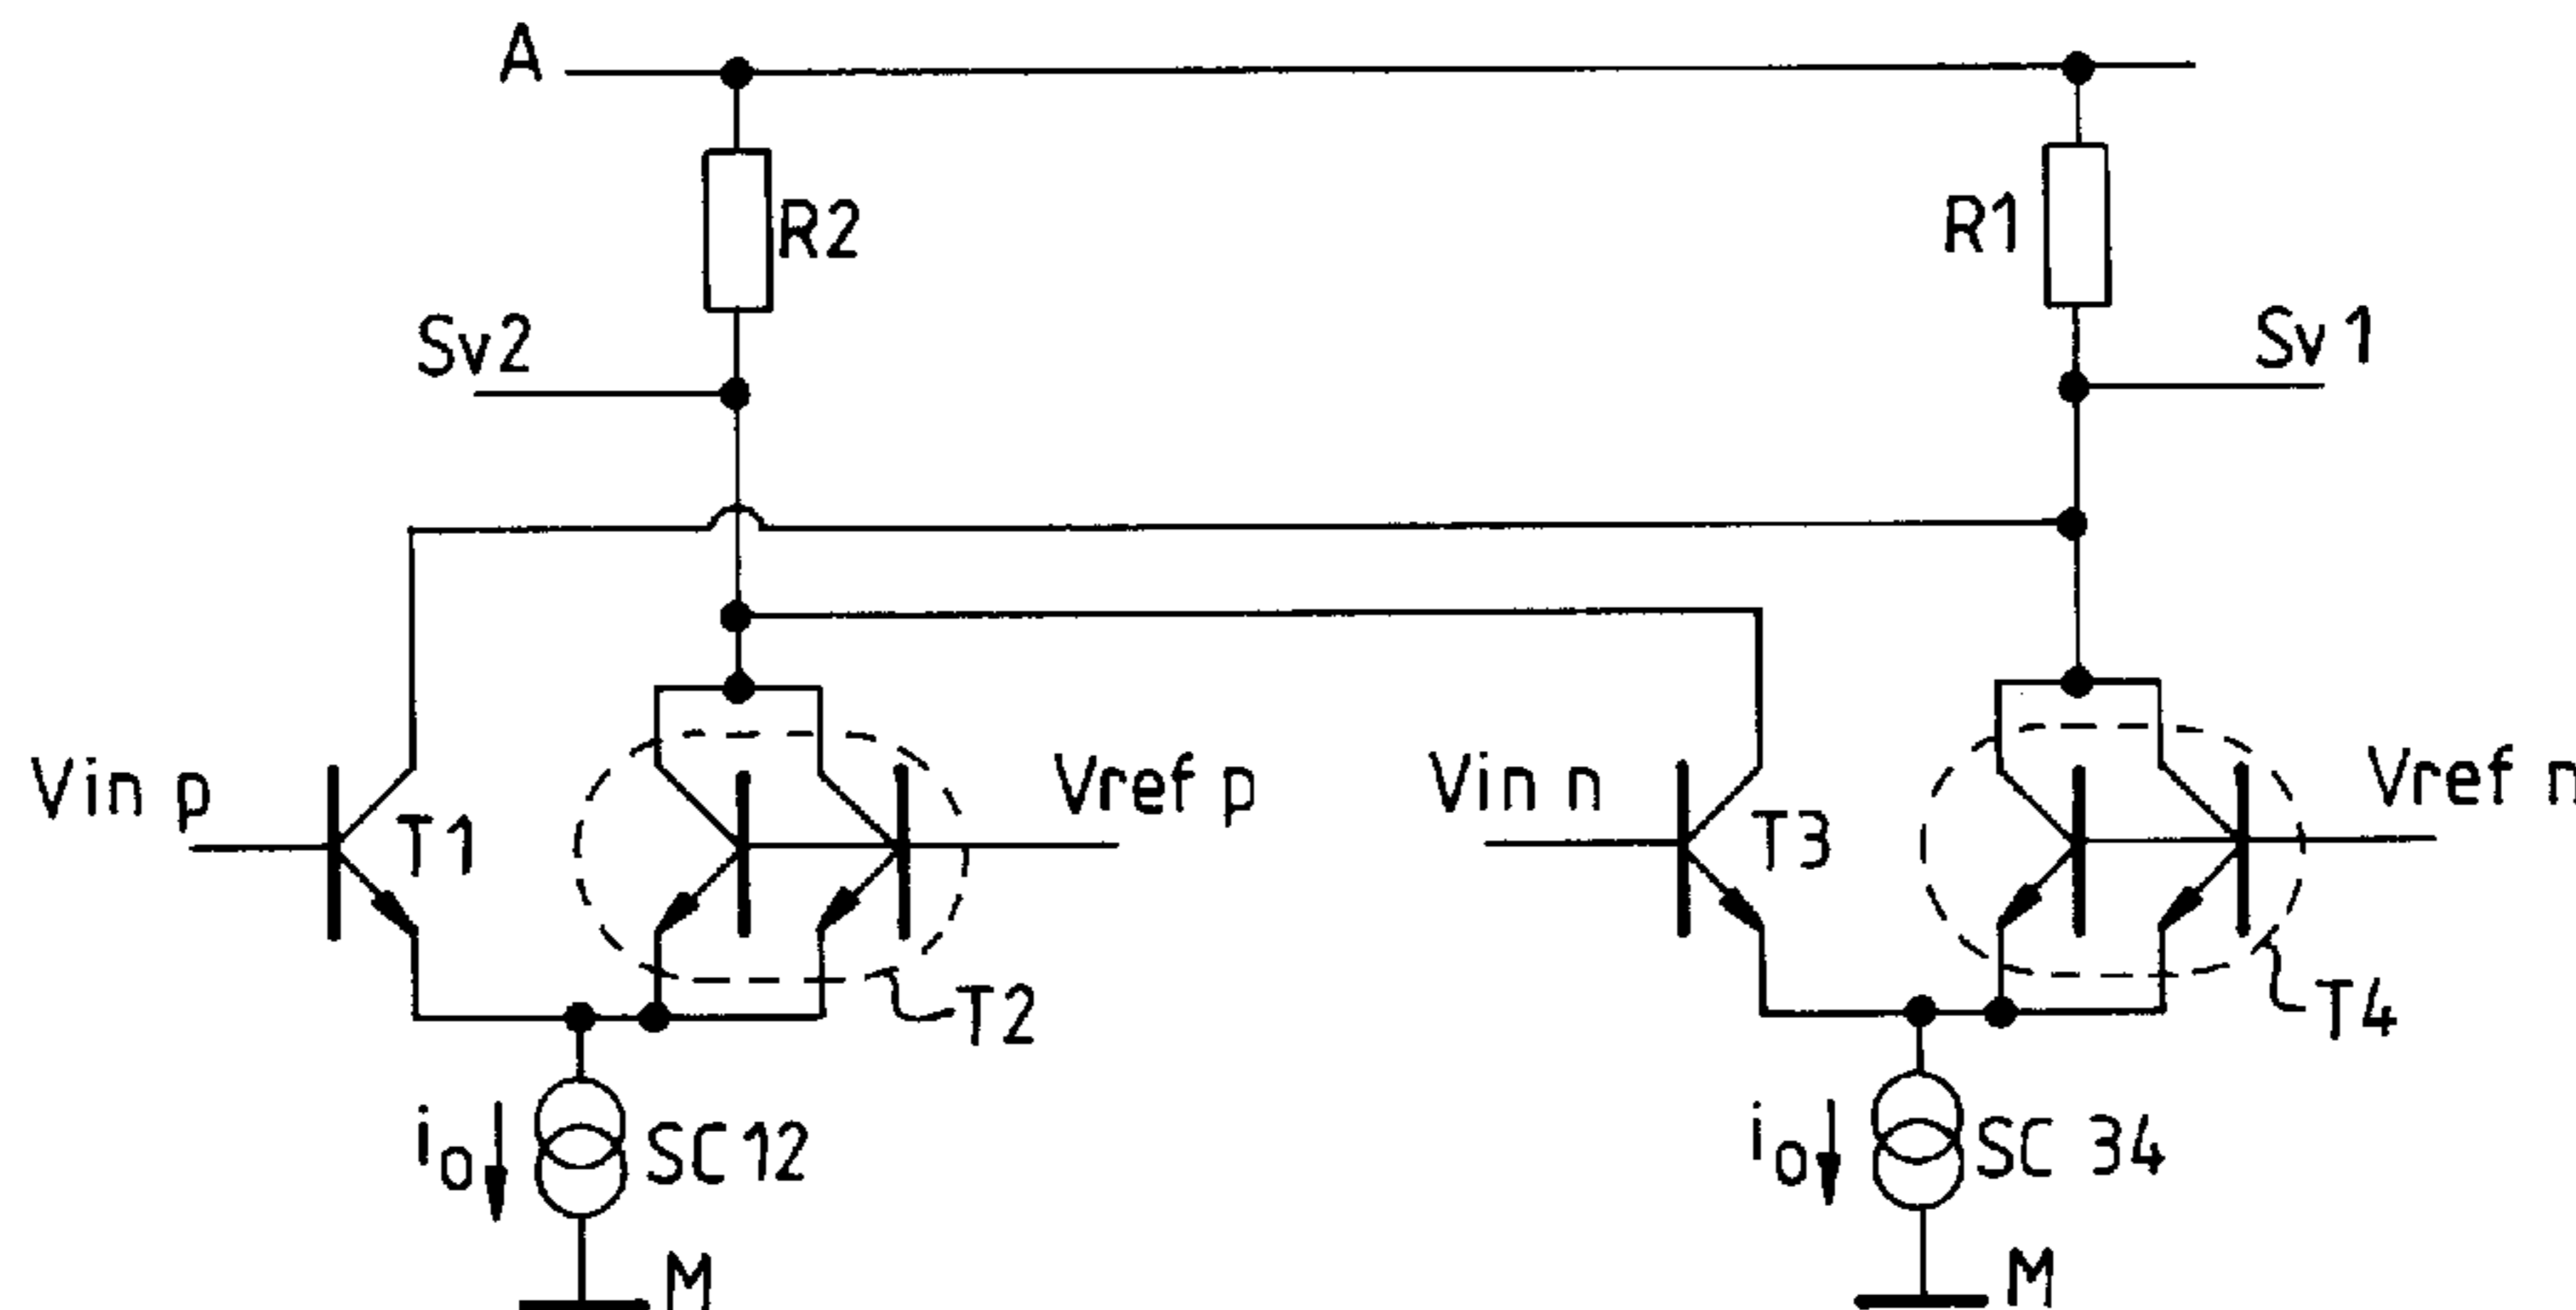 A
R2
R1
Sv2
Sv1
Vin p
T1
Vref p
Vin n
T3
Vref n
T2
T4
i₀
SC12
i₀
SC 34
M
M